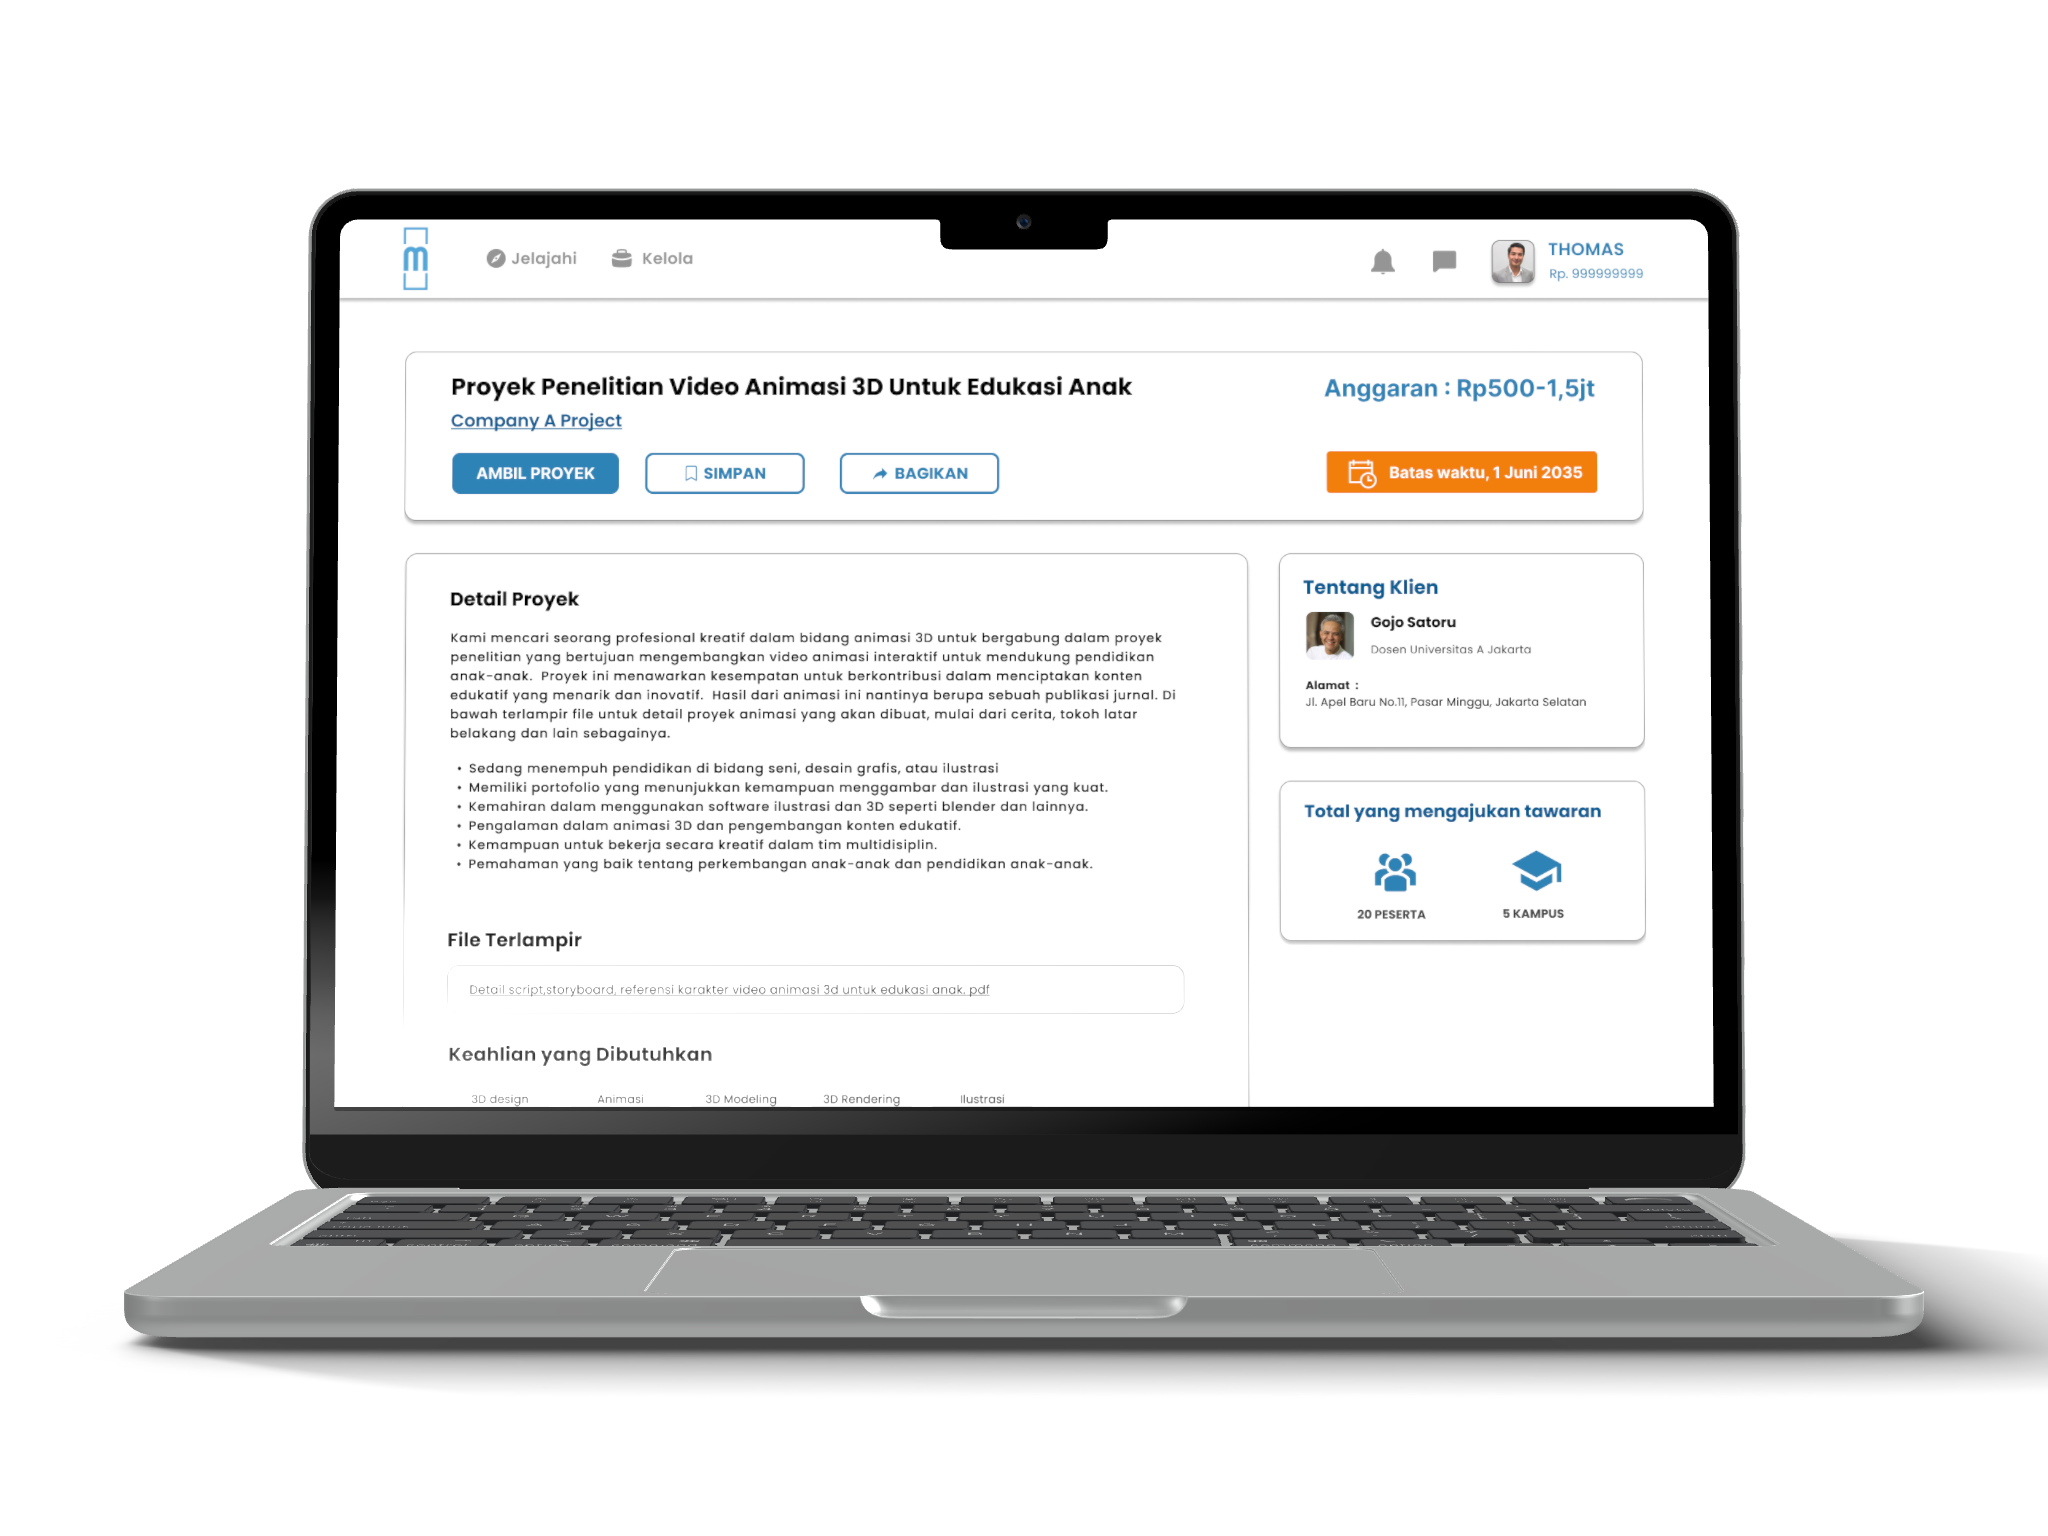 m
Jelajahi
Kelola
THOMAS
Rp. 999999999
Proyek Penelitian Video Animasi 3D Untuk Edukasi Anak
Anggaran : Rp500-1,5jt
Company A Project
AMBIL PROYEK
SIMPAN
BAGIKAN
Batas waktu, 1 Juni 2035
Detail Proyek
Kami mencari seorang profesional kreatif dalam bidang animasi 3D untuk bergabung dalam proyek
penelitian yang bertujuan mengembangkan video animasi interaktif untuk mendukung pendidikan
anak-anak. Proyek ini menawarkan kesempatan untuk berkontribusi dalam menciptakan konten
edukatif yang menarik dan inovatif. Hasil dari animasi ini nantinya berupa sebuah publikasi jurnal. Di
bawah terlampir file untuk detail proyek animasi yang akan dibuat, mulai dari cerita, tokoh latar
belakang dan lain sebagainya.
• Sedang menempuh pendidikan di bidang seni, desain grafis, atau ilustrasi
• Memiliki portofolio yang menunjukkan kemampuan menggambar dan ilustrasi yang kuat.
• Kemahiran dalam menggunakan software ilustrasi dan 3D seperti blender dan lainnya.
• Pengalaman dalam animasi 3D dan pengembangan konten edukatif.
• Kemampuan untuk bekerja secara kreatif dalam tim multidisiplin.
• Pemahaman yang baik tentang perkembangan anak-anak dan pendidikan anak-anak.
File Terlampir
Detail script,storyboard, referensi karakter video animasi 3d untuk edukasi anak. pdf
Keahlian yang Dibutuhkan
3D design
Animasi
3D Modeling
3D Rendering
Ilustrasi
Tentang Klien
Gojo Satoru
Dosen Universitas A Jakarta
Alamat :
Jl. Apel Baru No.11, Pasar Minggu, Jakarta Selatan
Total yang mengajukan tawaran
20 PESERTA
5 KAMPUS